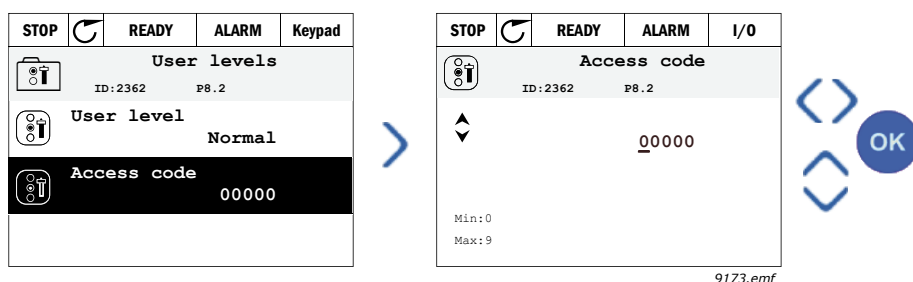 STOP READY ALARM Keypad
User levels
ID:2362 P8.2
User level
Normal
Access code
00000
STOP READY ALARM I/O
Access code
ID:2362 P8.2
00000
Min:0
Max:9
OK
9173.emf